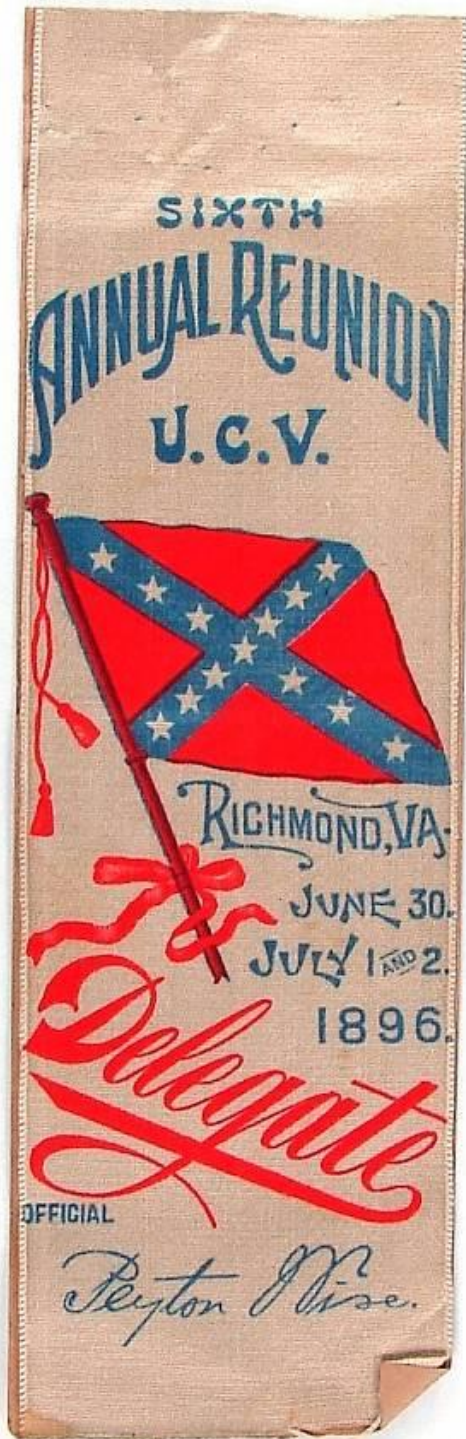 SIXTH
ANNUAL REUNION
U.C.V.
RICHMOND, VA.
JUNE 30.
JULY 1 AND 2.
1896.
Delegate
OFFICIAL
Peyton Wise.